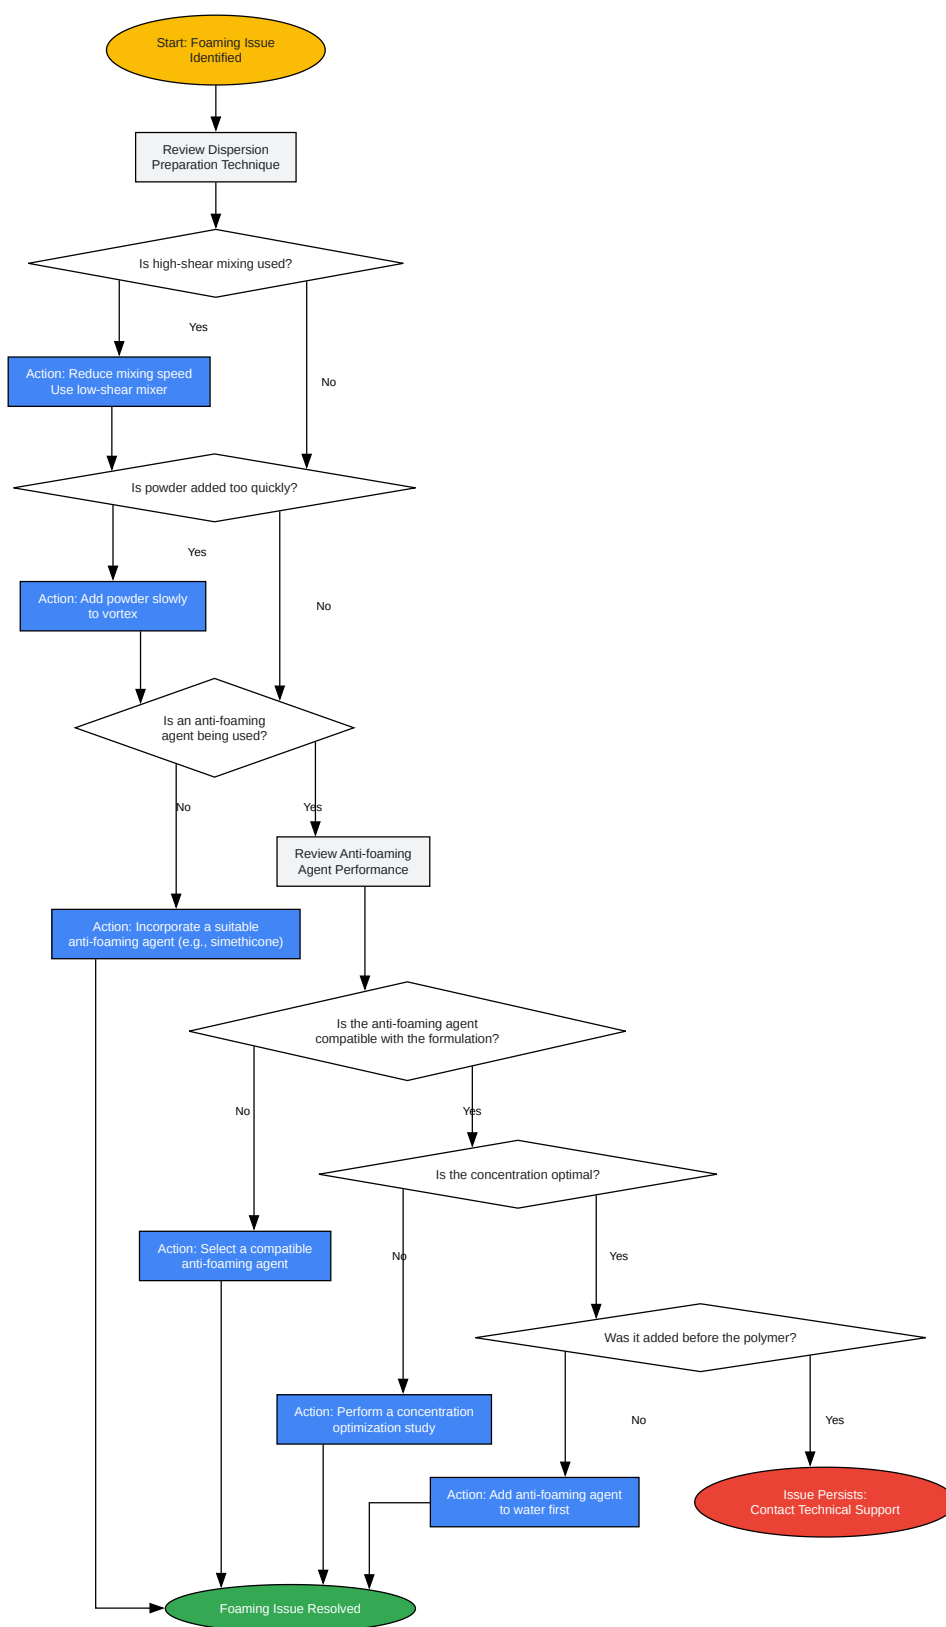 Start: Foaming Issue
Identified
Review Dispersion
Preparation Technique
Is high-shear mixing used?
Yes
Action: Reduce mixing speed
Use low-shear mixer
No
Is powder added too quickly?
Yes
Action: Add powder slowly
to vortex
No
Is an anti-foaming
agent being used?
No
Yes
Review Anti-foaming
Agent Performance
Action: Incorporate a suitable
anti-foaming agent (e.g., simethicone)
Is the anti-foaming agent
compatible with the formulation?
No
Yes
Is the concentration optimal?
Action: Select a compatible
anti-foaming agent
No
Yes
Was it added before the polymer?
Action: Perform a concentration
optimization study
No
Yes
Action: Add anti-foaming agent
to water first
Issue Persists:
Contact Technical Support
Foaming Issue Resolved